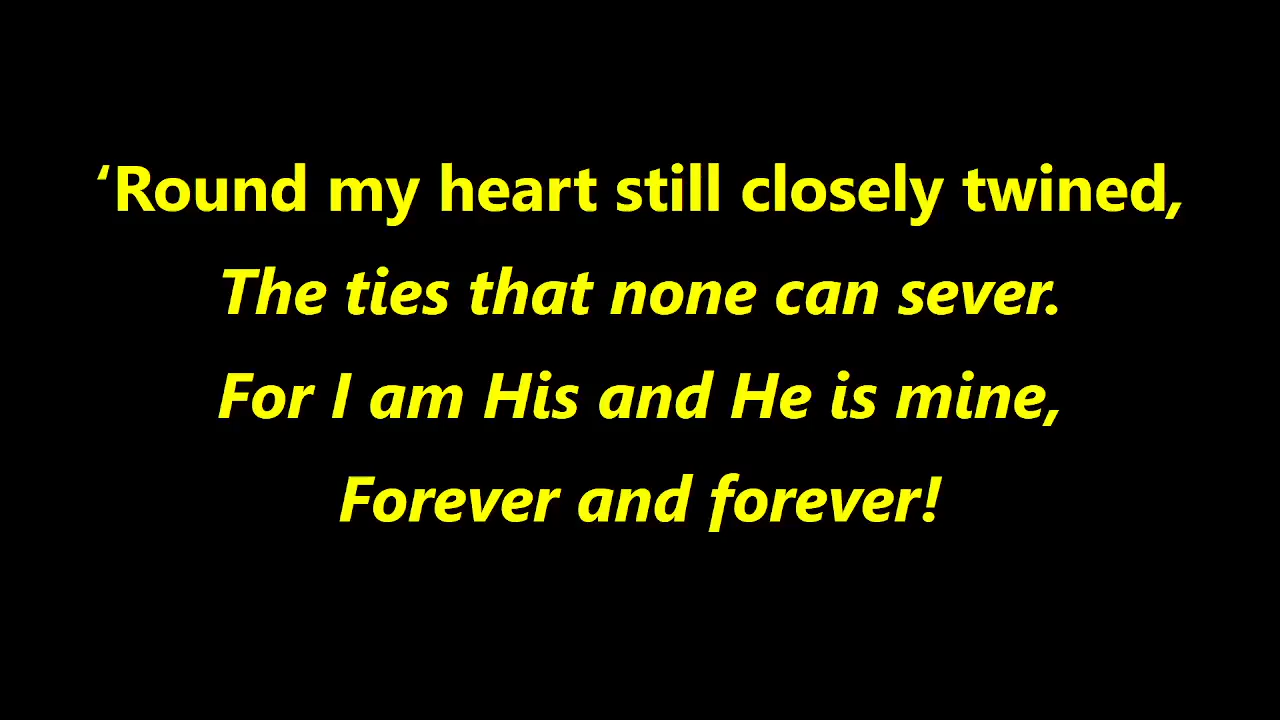 ‘Round my heart still closely twined,
The ties that none can sever.
For I am His and He is mine,
Forever and forever!